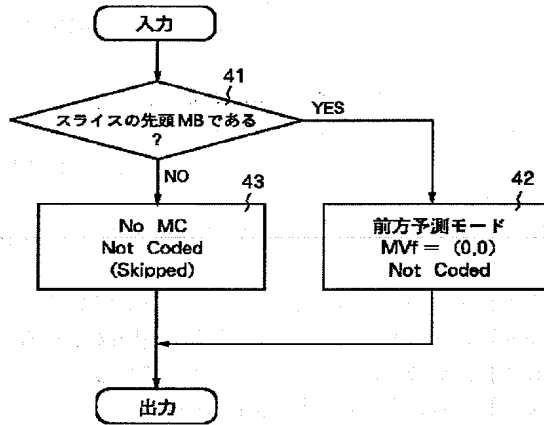 入力
41
スライスの先頭MBである
?
YES
NO
43
No MC
Not Coded
(Skipped)
42
前方予測モード
MVf = (0,0)
Not Coded
出力